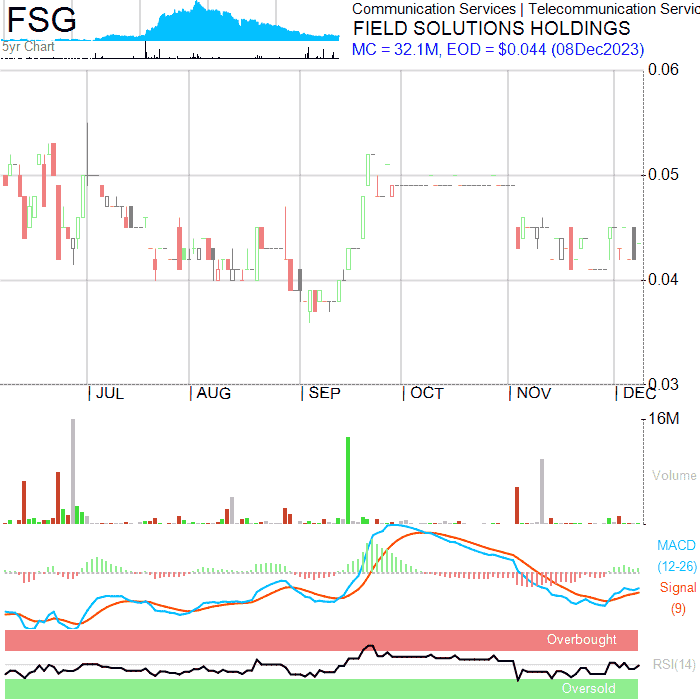 FSG
5yr Chart
Communication Services | Telecommunication Servic
FIELD SOLUTIONS HOLDINGS
MC = 32.1M, EOD = $0.044 (08Dec2023)
0.06
0.05
0.04
0.03
JUL AUG SEP OCT NOV DEC
16M
Volume
MACD
(12-26)
Signal
(9)
Overbought
RSI(14)
Oversold